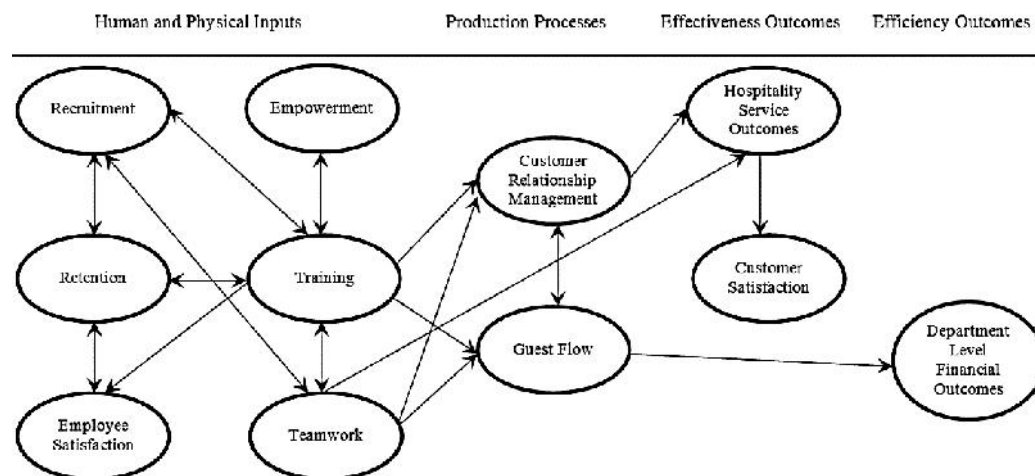 Human and Physical Inputs
Production Processes
Effectiveness Outcomes
Efficiency Outcomes
Recruitment
Empowerment
Hospitality
Service
Outcomes
Customer
Relationship
Management
Retention
Training
Customer
Satisfaction
Guest Flow
Department
Level
Financial
Outcomes
Employee
Satisfaction
Teamwork